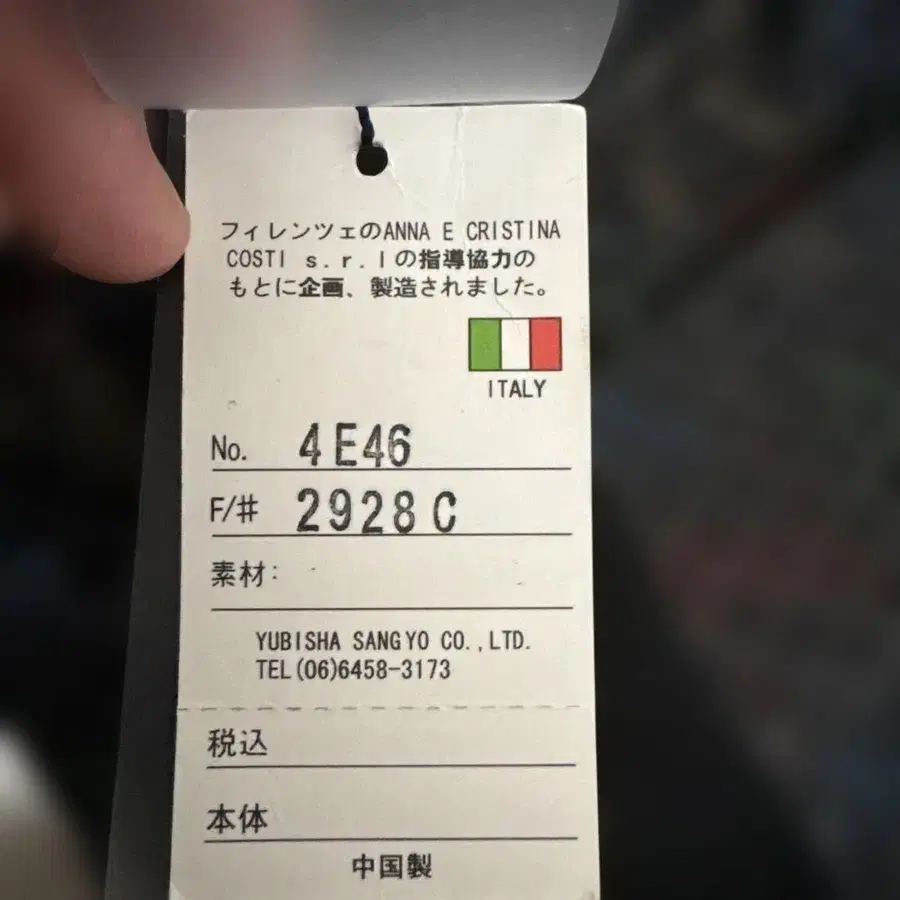 フィレンツェのANNA E CRISTINA
COSTI s.r.lの指導協力の
もとに企画、製造されました。
ITALY
No. 4E46
F/# 2928C
素材:
YUBISHA SANGYO CO.,LTD.
TEL(06)6458-3173
税込
本体
中国製